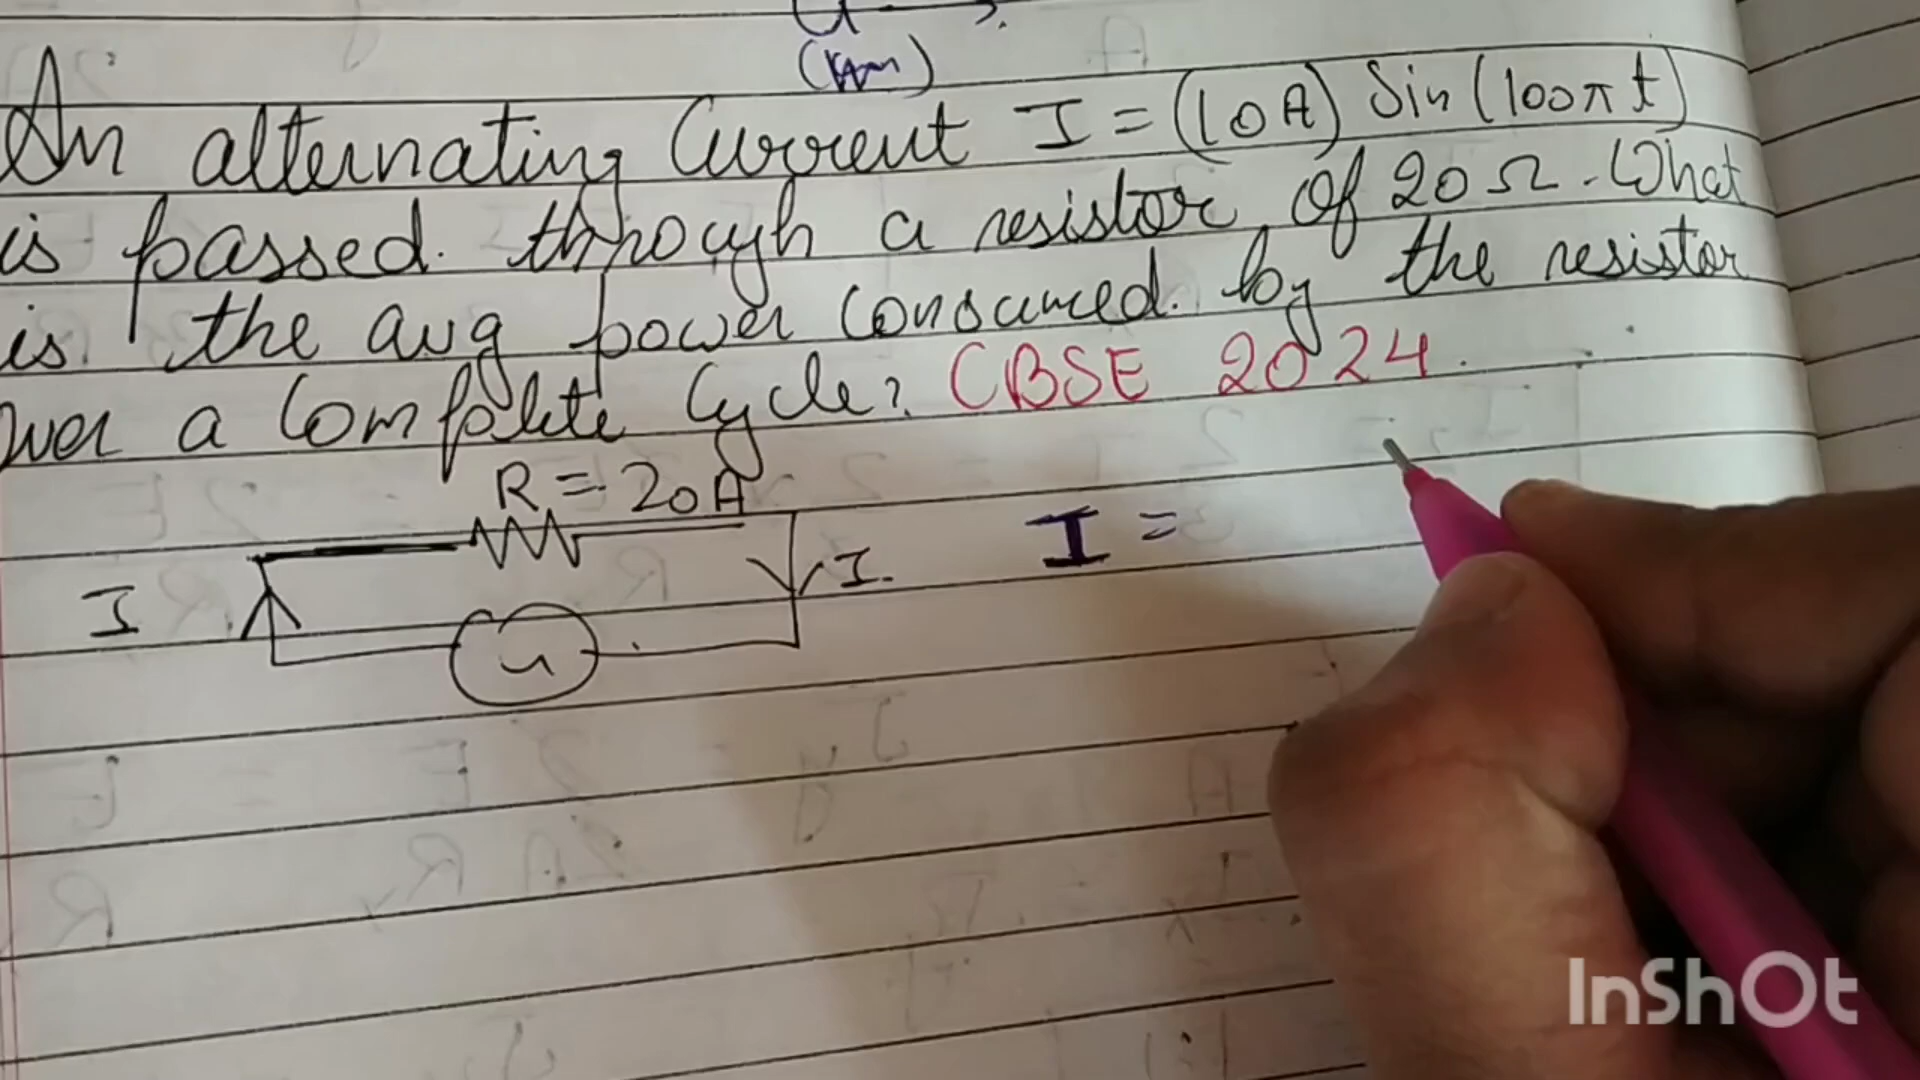 (Km)
An alternating Current I = (10A) Sin (100πt)
is passed. through a resistor of 20Ω. What
is the avg power consumed. by the resistor
over a Complete Cycle? CBSE 2024.
R = 20A
I
I.
I =
InShOt